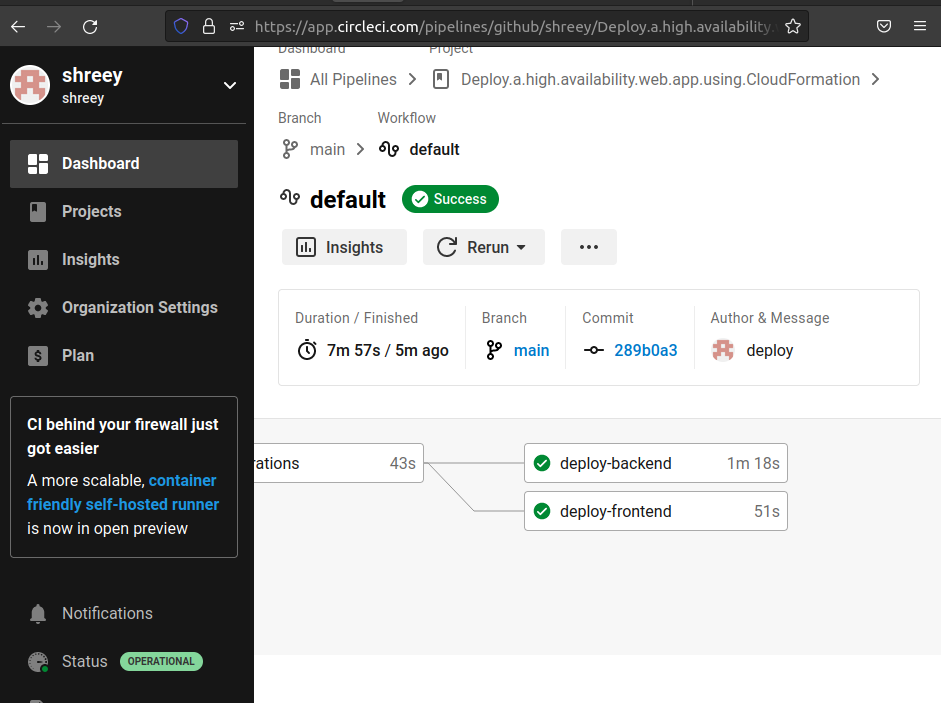 https://app.circleci.com/pipelines/github/shreey/Deploy.a.high.availability.
shreey
shreey
Dashboard
Projects
Insights
Organization Settings
Plan
CI behind your firewall just
got easier
A more scalable, container
friendly self-hosted runner
is now in open preview
Notifications
Status OPERATIONAL
Dashboard Project
All Pipelines Deploy.a.high.availability.web.app.using.CloudFormation
Branch Workflow
main default
default Success
Insights Rerun
Duration / Finished Branch Commit Author & Message
7m 57s / 5m ago main 289b0a3 deploy
rations 43s deploy-backend 1m 18s
deploy-frontend 51s